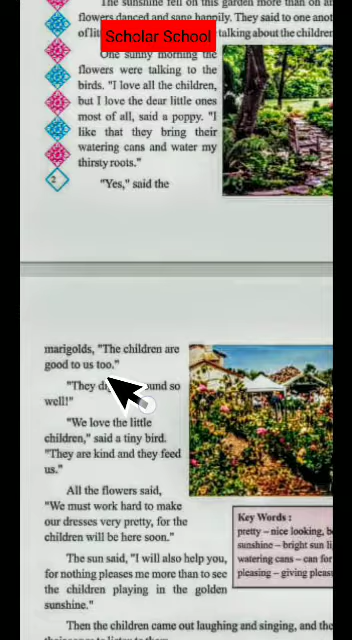 The sunshine fell on this garden more than on
flowers danced and sang happily. They said to one
Scholar School
talking about the children
One sunny morning the
flowers were talking to the
birds. "I love all the children,
but I love the dear little ones
most of all, said a poppy. "I
like that they bring their
watering cans and water my
thirsty roots."
2
"Yes," said the
marigolds, "The children are
good to us too."
"They
so
well!"
"We love the little
children," said a tiny bird.
"They are kind and they feed
us."
All the flowers said,
"We must work hard to make
our dresses very pretty, for the
children will be here soon."
The sun said, "I will also help you,
for nothing pleases me more than to see
the children playing in the golden
sunshine."
Key Words :
pretty – nice looking,
sunshine – bright sun
watering cans – can for
pleasing – giving
Then the children came out laughing and singing, and the